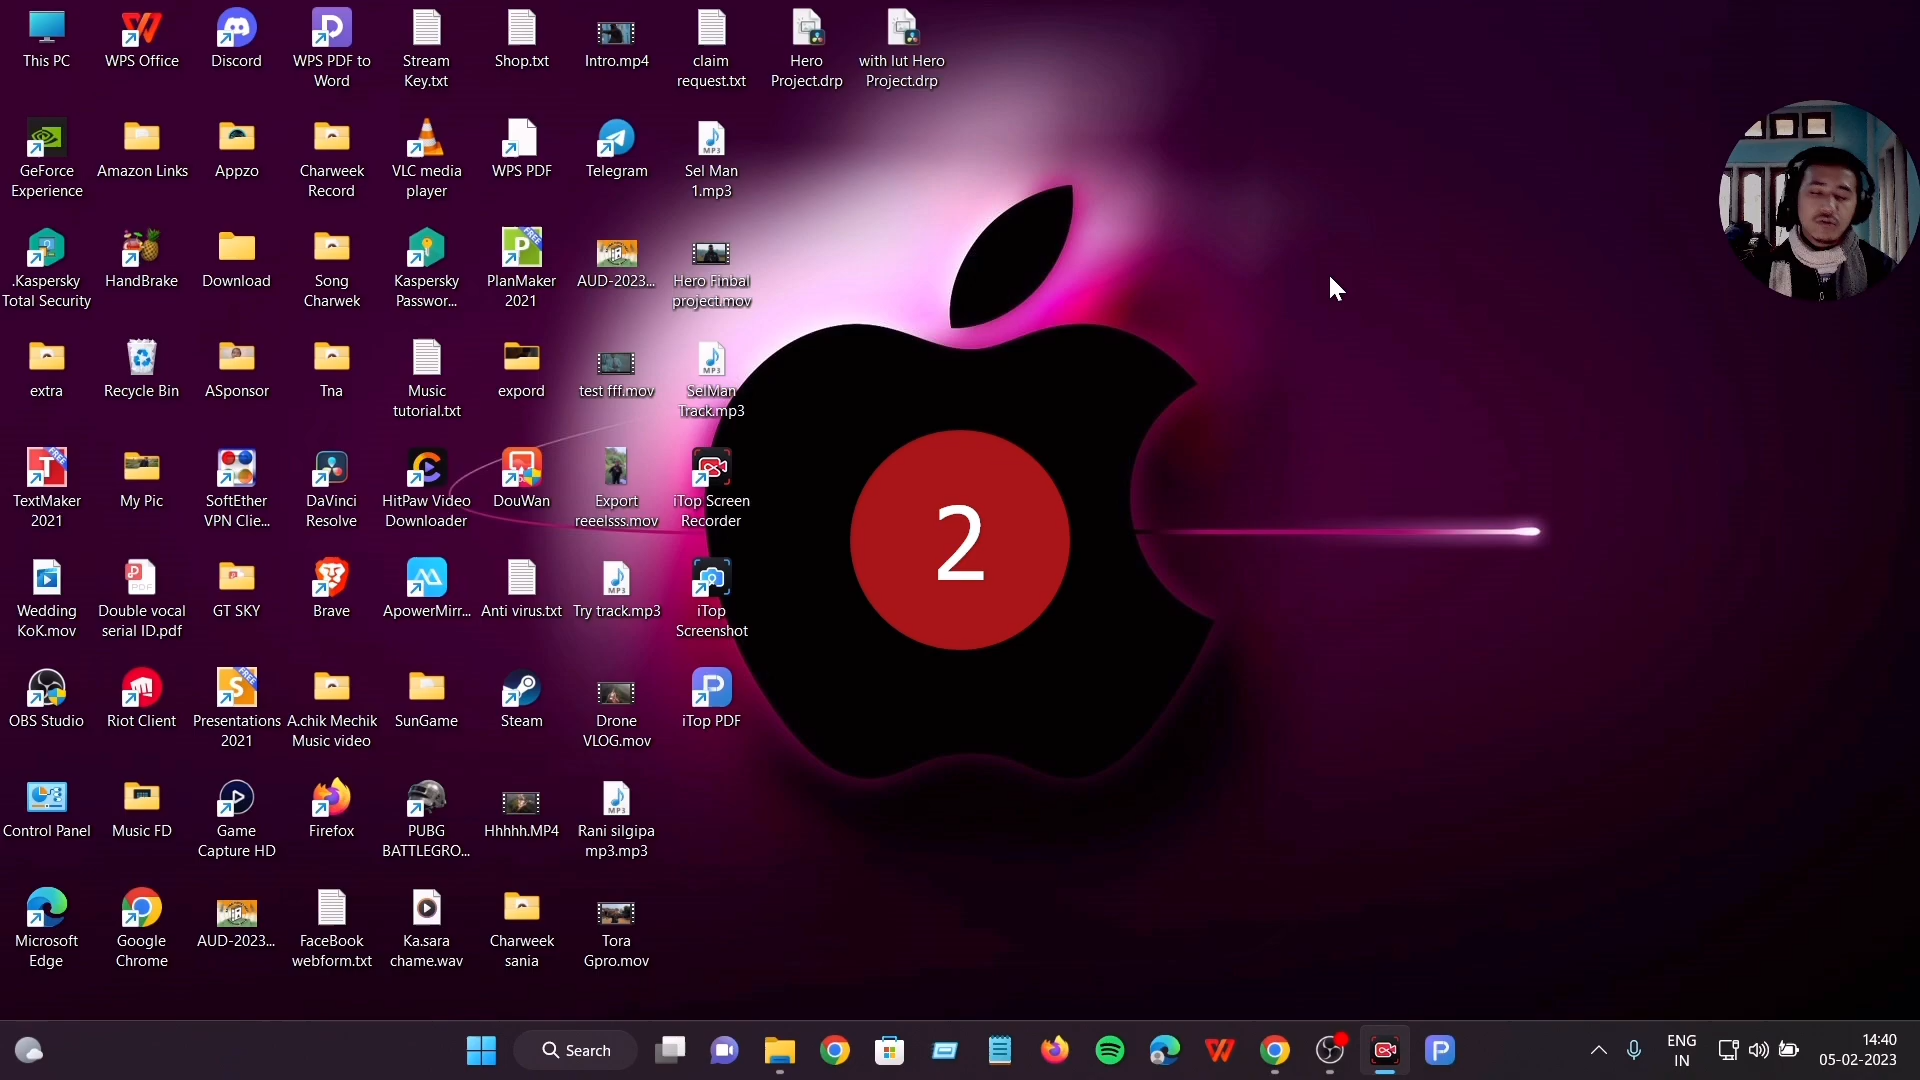 This PC
WPS Office
Discord
WPS PDF to
Word
Stream
Key.txt
Shop.txt
Intro.mp4
claim
request.txt
Hero
Project.drp
with lut Hero
Project.drp
GeForce
Experience
Amazon Links
Appzo
Charweek
Record
VLC media
player
WPS PDF
Telegram
MP3
Sel Man
1.mp3
.Kaspersky
Total Security
HandBrake
Download
Song
Charwek
Kaspersky
Passwor...
FREE
PlanMaker
2021
AUD-2023...
Hero Finbal
project.mov
extra
Recycle Bin
ASponsor
Tna
Music
tutorial.txt
expord
test fff.mov
MP3
SelMan
Track.mp3
FREE
TextMaker
2021
My Pic
SoftEther
VPN Clie...
DaVinci
Resolve
HitPaw Video
Downloader
DouWan
Export
reeelsss.mov
iTop Screen
Recorder
2
Wedding
KoK.mov
PDF
Double vocal
serial ID.pdf
GT SKY
Brave
ApowerMirr...
Anti virus.txt
MP3
Try track.mp3
iTop
Screenshot
OBS Studio
Riot Client
FREE
Presentations
2021
A.chik Mechik
Music video
SunGame
Steam
Drone
VLOG.mov
iTop PDF
Control Panel
Music FD
Game
Capture HD
Firefox
PUBG
BATTLEGRO...
Hhhhh.MP4
MP3
Rani silgipa
mp3.mp3
Microsoft
Edge
Google
Chrome
AUD-2023...
FaceBook
webform.txt
Ka.sara
chame.wav
Charweek
sania
Tora
Gpro.mov
Search
ENG
IN
14:40
05-02-2023